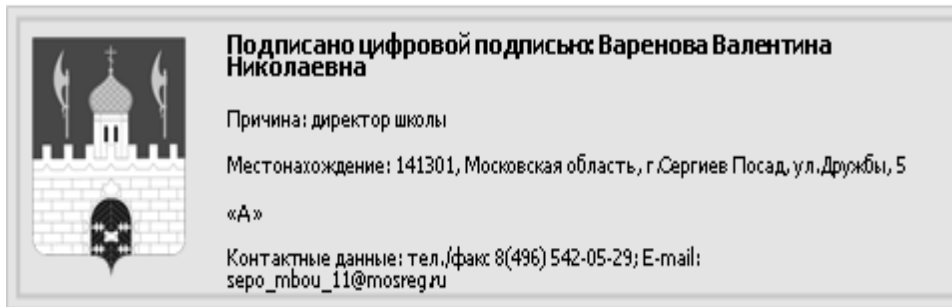 Подписано цифровой подписью: Варенова Валентина
Николаевна
Причина: директор школы
Местонахождение: 141301, Московская область, г.Сергиев Посад, ул.Дружбы, 5
«А»
Контактные данные: тел./факс 8(496) 542-05-29; E-mail:
sepo_mbou_11@mosreg.ru